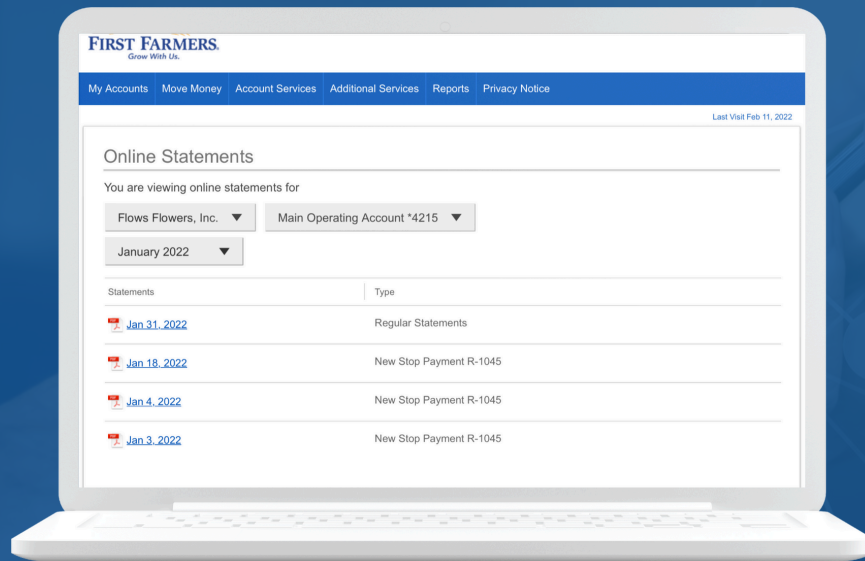 FIRST FARMERS.
Grow With Us.
My Accounts Move Money Account Services Additional Services Reports Privacy Notice
Last Visit Feb 11, 2022
Online Statements
You are viewing online statements for
Flows Flowers, Inc. ▼ Main Operating Account *4215 ▼
January 2022 ▼
Statements Type
Jan 31, 2022 Regular Statements
Jan 18, 2022 New Stop Payment R-1045
Jan 4, 2022 New Stop Payment R-1045
Jan 3, 2022 New Stop Payment R-1045